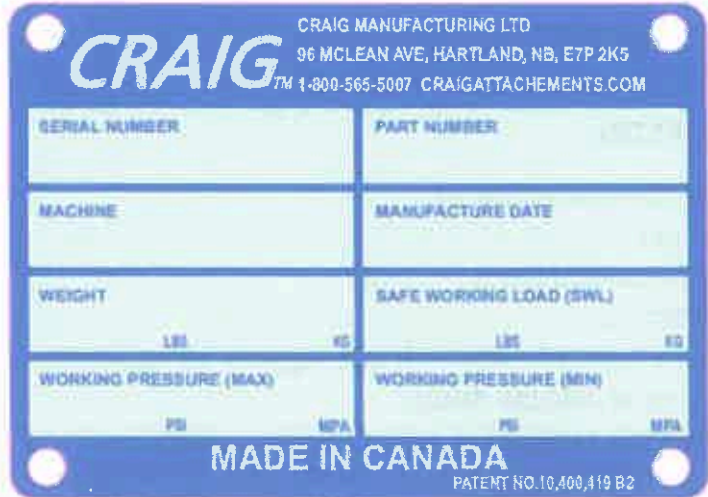 CRAIG TM
CRAIG MANUFACTURING LTD
96 MCLEAN AVE, HARTLAND, NB, E7P 2K5
1-800-565-5007 CRAIGATTACHEMENTS.COM
SERIAL NUMBER
PART NUMBER
MACHINE
MANUFACTURE DATE
WEIGHT
LBS KG
SAFE WORKING LOAD (SWL)
LBS KG
WORKING PRESSURE (MAX)
PSI MPA
WORKING PRESSURE (MIN)
PSI MPA
MADE IN CANADA
PATENT NO.10,400,419 B2